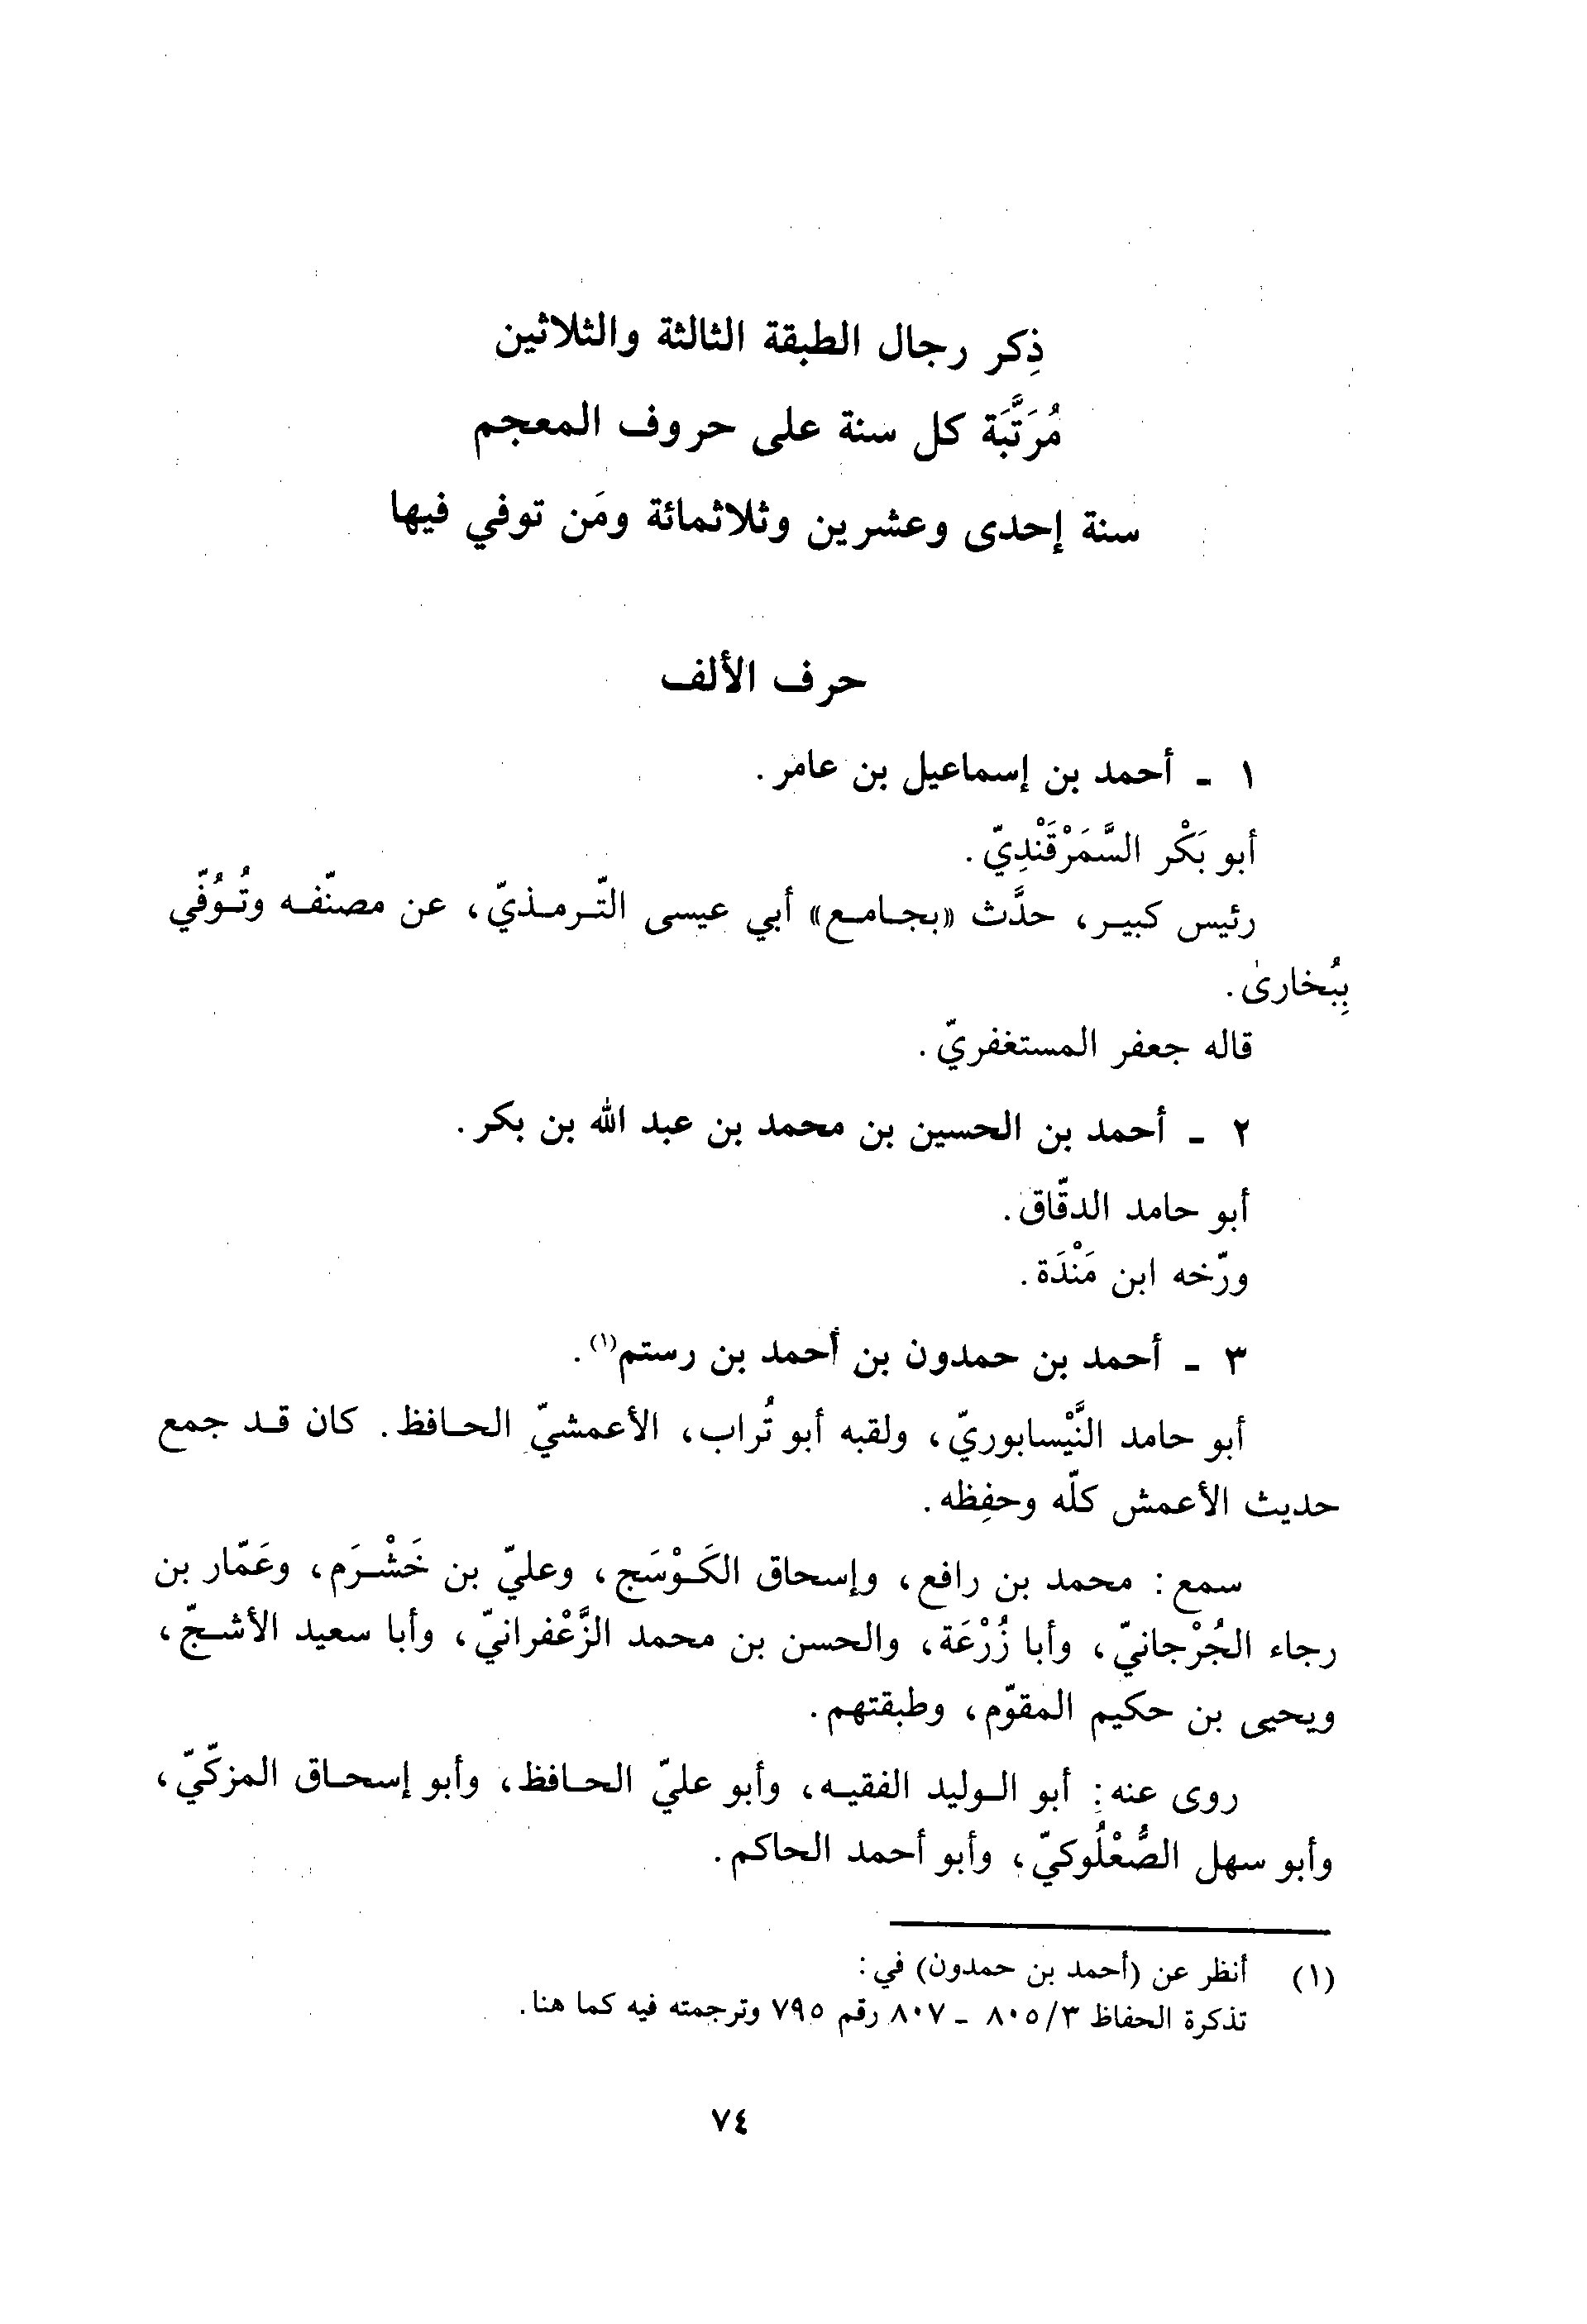 ذِكر رجال الطبقة الثالثة والثلاثين
مُرَتَّبَة كل سنة على حروف المعجم
سنة إحدى وعشرين وثلاثمائة ومَن توفي فيها
حرف الألف
١ - أحمد بن إسماعيل بن عامر.
أبو بَكْر السَّمَرْقَنْدِيّ.
رئيس كبير، حدَّث «بجامع» أبي عيسى التّرمذيّ، عن مصنّفه وتُوُفّي
بِبُخارىٰ.
قاله جعفر المستغفريّ.
٢ - أحمد بن الحسين بن محمد بن عبد الله بن بكر.
أبو حامد الدقّاق.
ورّخه ابن مَنْدَة.
٣ - أحمد بن حمدون بن أحمد بن رستم(١).
أبو حامد النَّيْسابوريّ، ولقبه أبو تُراب، الأعمشيّ الحافظ. كان قد جمع
حديث الأعمش كلّه وحفِظه.
سمع: محمد بن رافع، وإسحاق الكَوْسَج، وعليّ بن خَشْرَم، وعَمّار بن
رجاء الجُرْجانيّ، وأبا زُرْعَة، والحسن بن محمد الزَّعْفرانيّ، وأبا سعيد الأشجّ،
ويحيى بن حكيم المقوّم، وطبقتهم.
روى عنه: أبو الوليد الفقيه، وأبو عليّ الحافظ، وأبو إسحاق المزكّيّ،
وأبو سهل الصُّعْلُوكيّ، وأبو أحمد الحاكم.
(١) أنظر عن (أحمد بن حمدون) في:
تذكرة الحفاظ ٨٠٥/٣ - ٨٠٧ رقم ٧٩٥ وترجمته فيه كما هنا.
٧٤